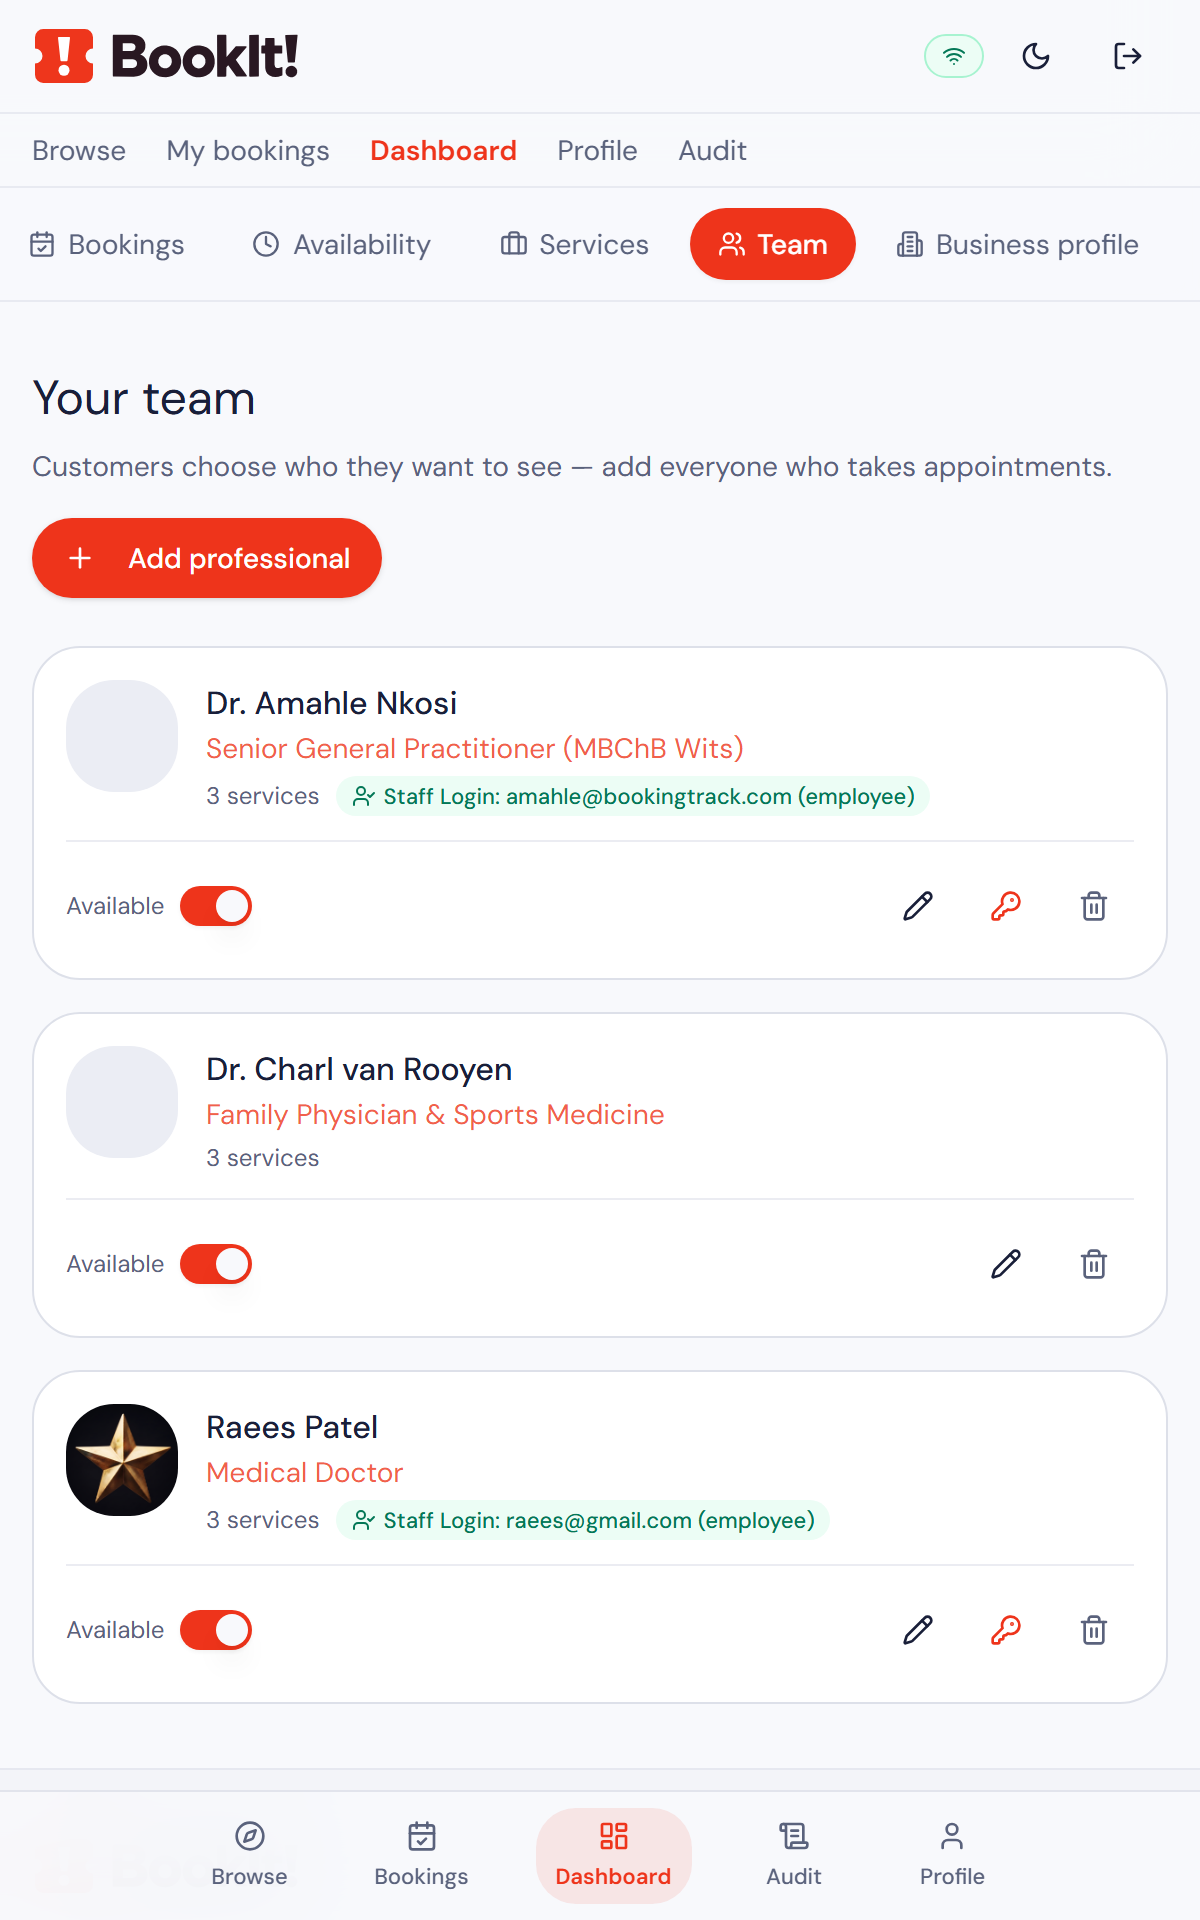 BookIt!
Browse My bookings Dashboard Profile Audit
Bookings Availability Services Team Business profile
Your team
Customers choose who they want to see — add everyone who takes appointments.
Add professional
Dr. Amahle Nkosi
Senior General Practitioner (MBChB Wits)
3 services Staff Login: amahle@bookingtrack.com (employee)
Available
Dr. Charl van Rooyen
Family Physician & Sports Medicine
3 services
Available
Raees Patel
Medical Doctor
3 services Staff Login: raees@gmail.com (employee)
Available
Browse Bookings Dashboard Audit Profile